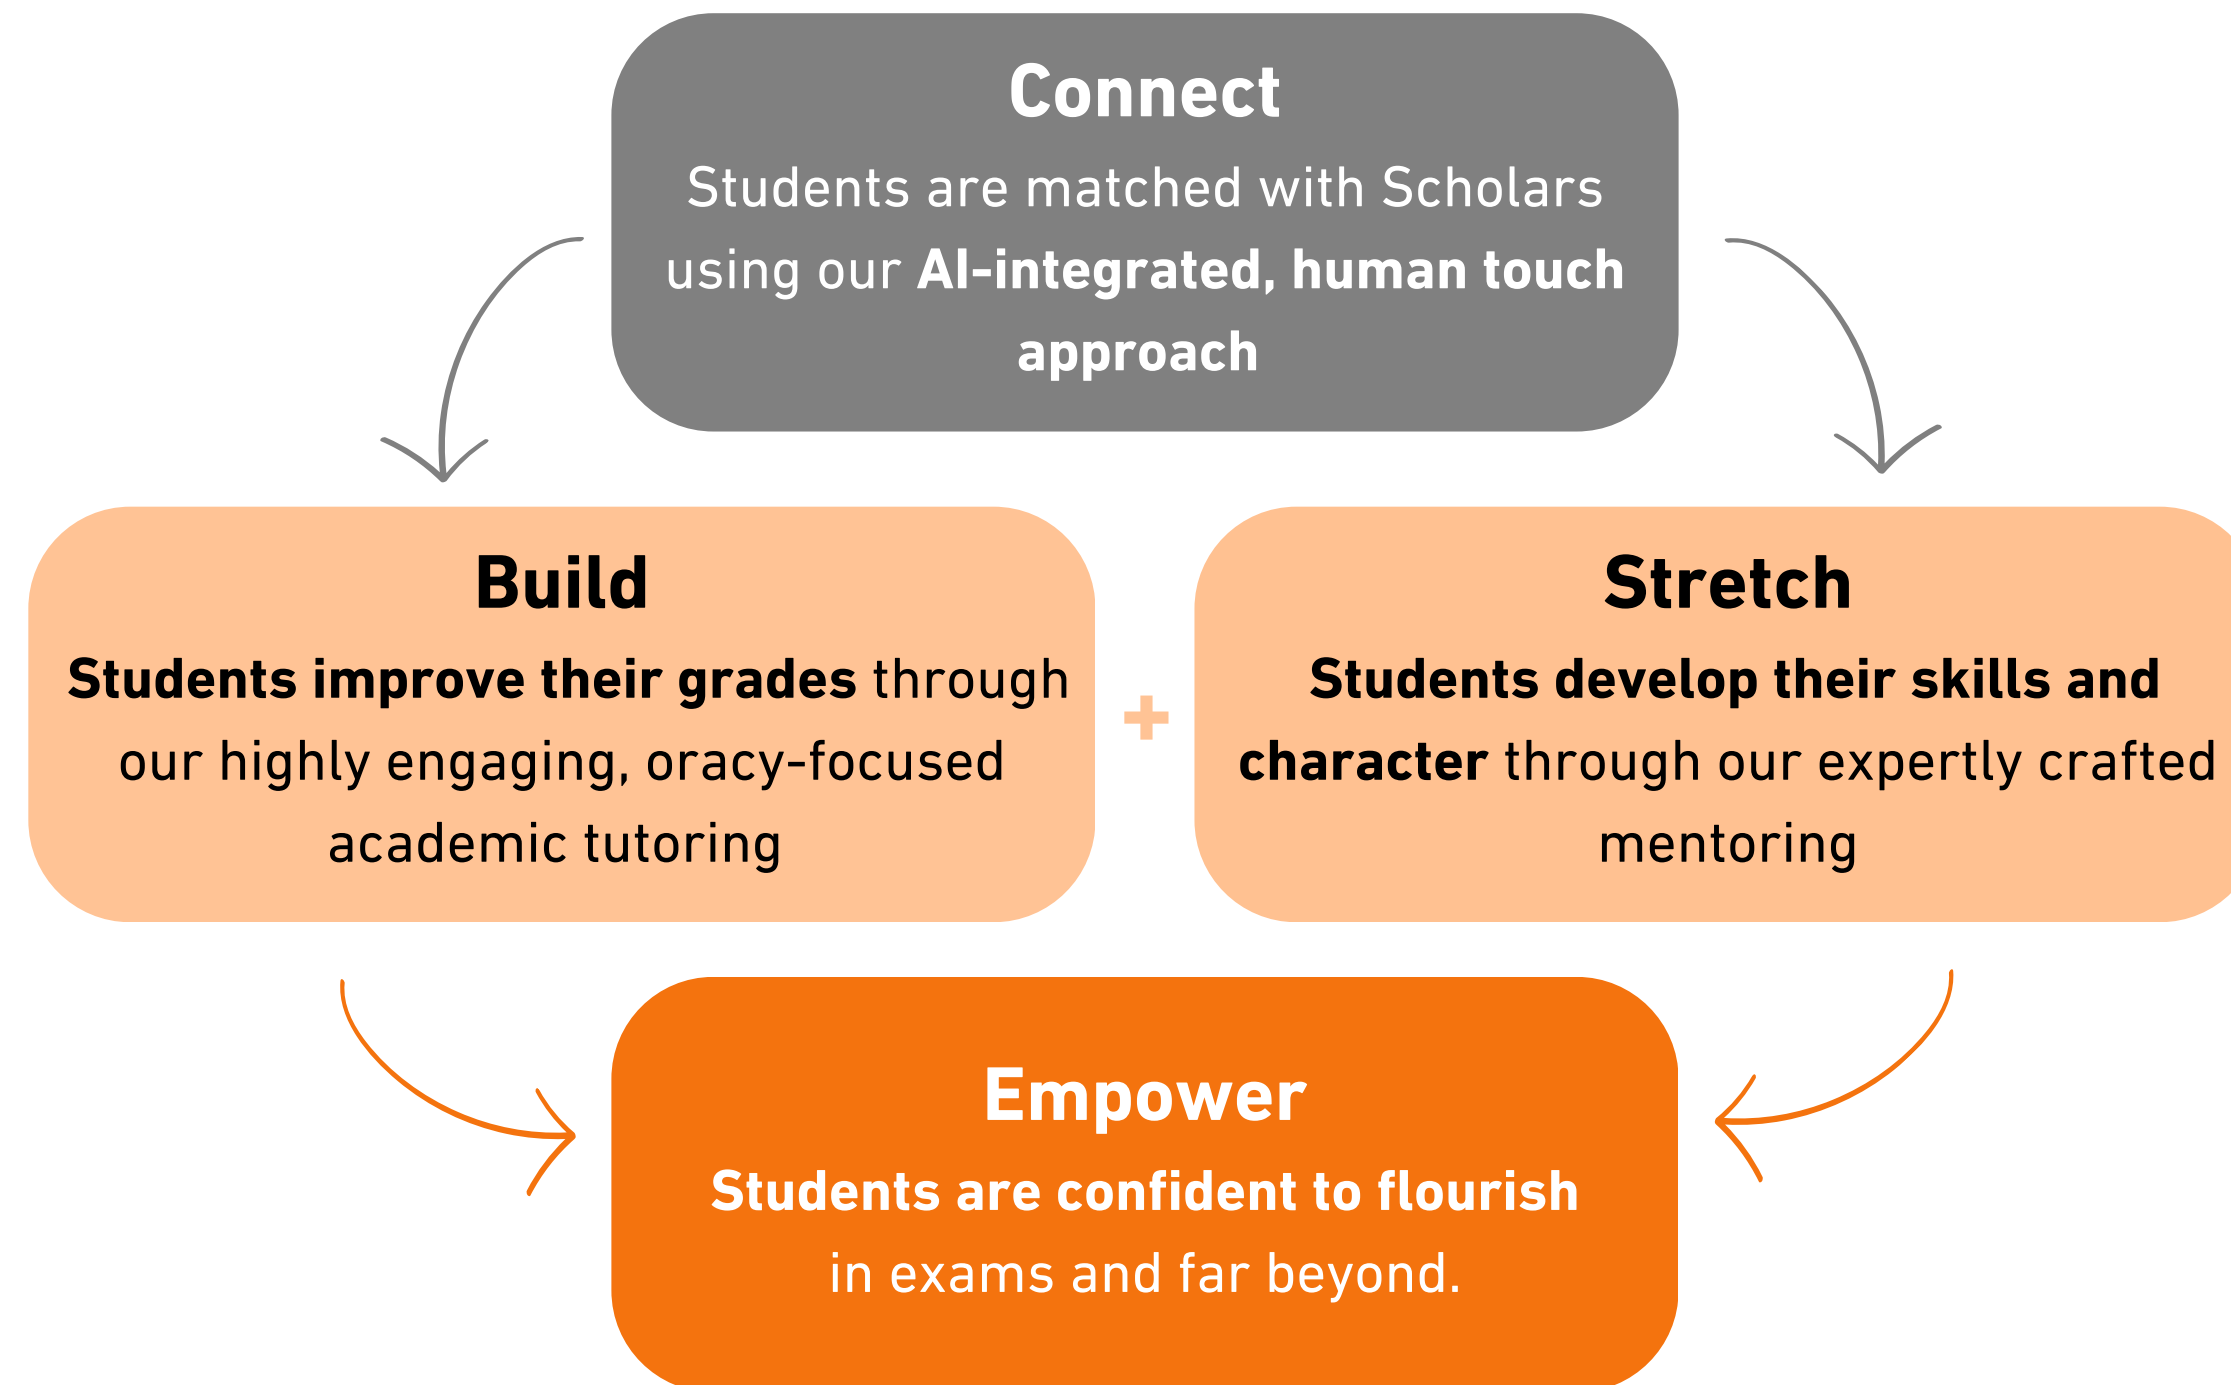 Connect
Students are matched with Scholars
using our AI-integrated, human touch
approach
Build
Students improve their grades through
our highly engaging, oracy-focused
academic tutoring
+
Stretch
Students develop their skills and
character through our expertly crafted
mentoring
Empower
Students are confident to flourish
in exams and far beyond.